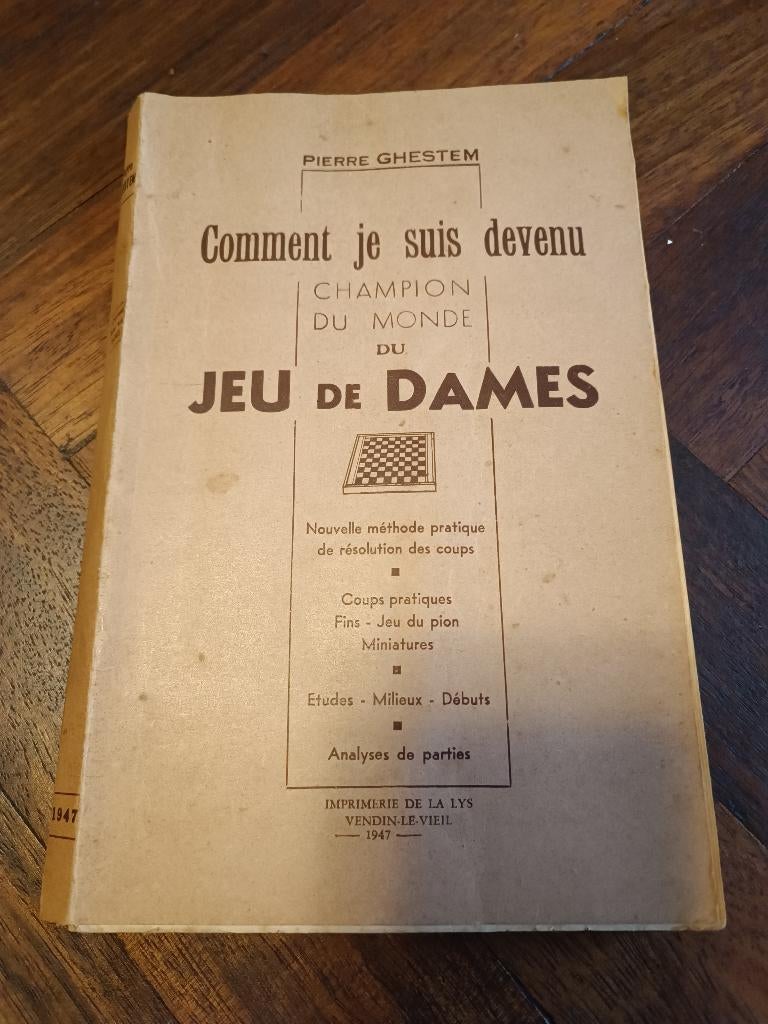 PIERRE GHESTEM
Comment je suis devenu
CHAMPION
DU MONDE
DU
JEU DE DAMES
Nouvelle méthode pratique
de résolution des coups
Coups pratiques
Fins - Jeu du pion
Miniatures
Etudes - Milieux - Débuts
Analyses de parties
IMPRIMERIE DE LA LYS
VENDIN-LE-VIEIL
1947
1947